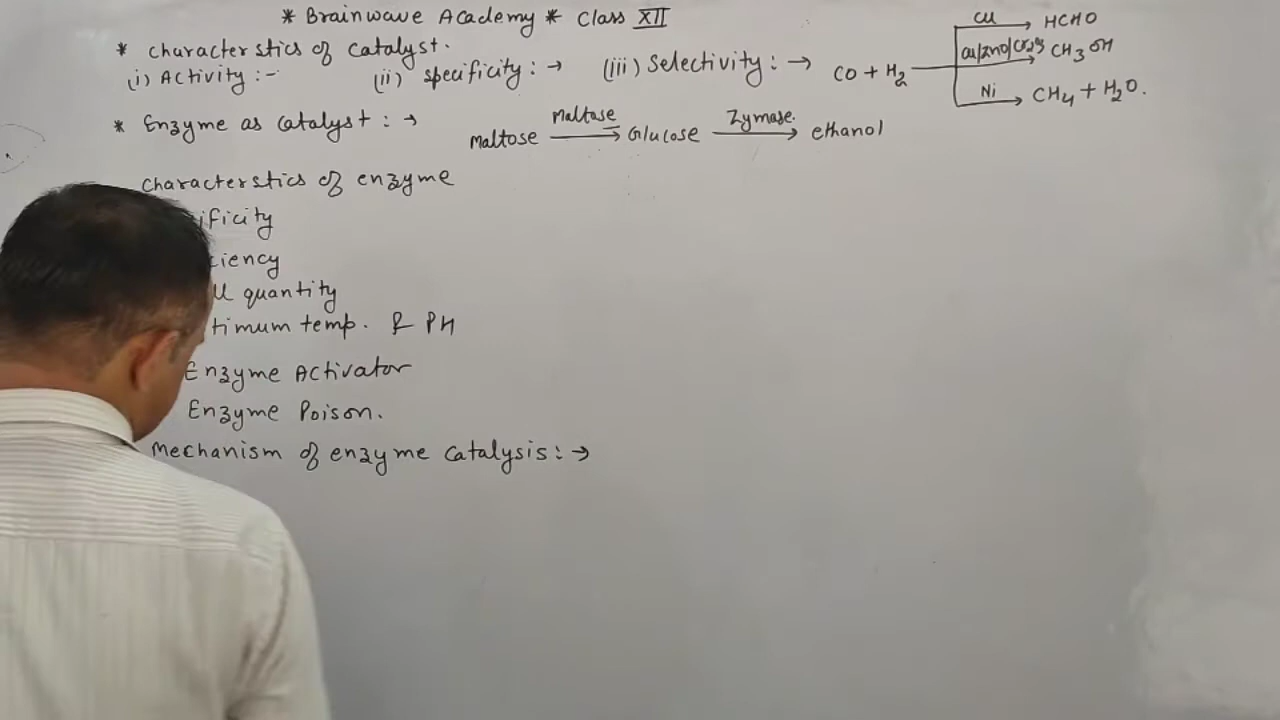 * Brainwave Academy * Class XII
* characterstics of catalyst.
(i) Activity :- (ii) specificity : → (iii) Selectivity : → CO + H₂
Cu → HCHO
Cu/ZnO/Cr₂O₃ → CH₃OH
Ni → CH₄ + H₂O.
* Enzyme as catalyst : → Maltose Maltase → Glucose Zymase. → ethanol
characterstics of enzyme
ificity
ciency
ll quantity
timum temp. & PH
Enzyme Activator
Enzyme Poison.
Mechanism of enzyme catalysis : →